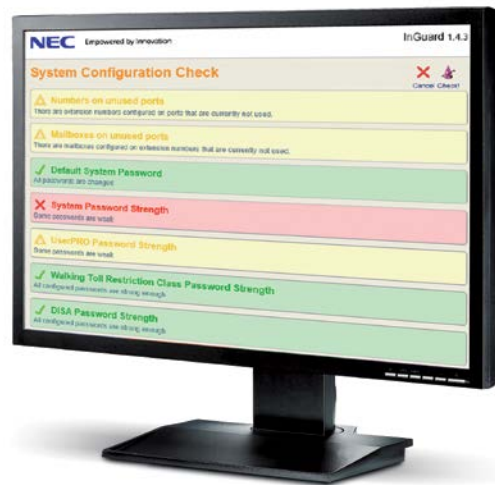 NEC Empowered by Innovation
InGuard 1.4.3
System Configuration Check
Cancel Check!
Numbers on unused ports
There are extension numbers configured on ports that are currently not used.
Mailboxes on unused ports
There are mailboxes configured on extension numbers that are currently not used.
Default System Password
All passwords are changed
System Password Strength
Some passwords are weak
UserPRO Password Strength
Some passwords are weak
Walking Toll Restriction Class Password Strength
All configured passwords are strong enough
DISA Password Strength
All configured passwords are strong enough